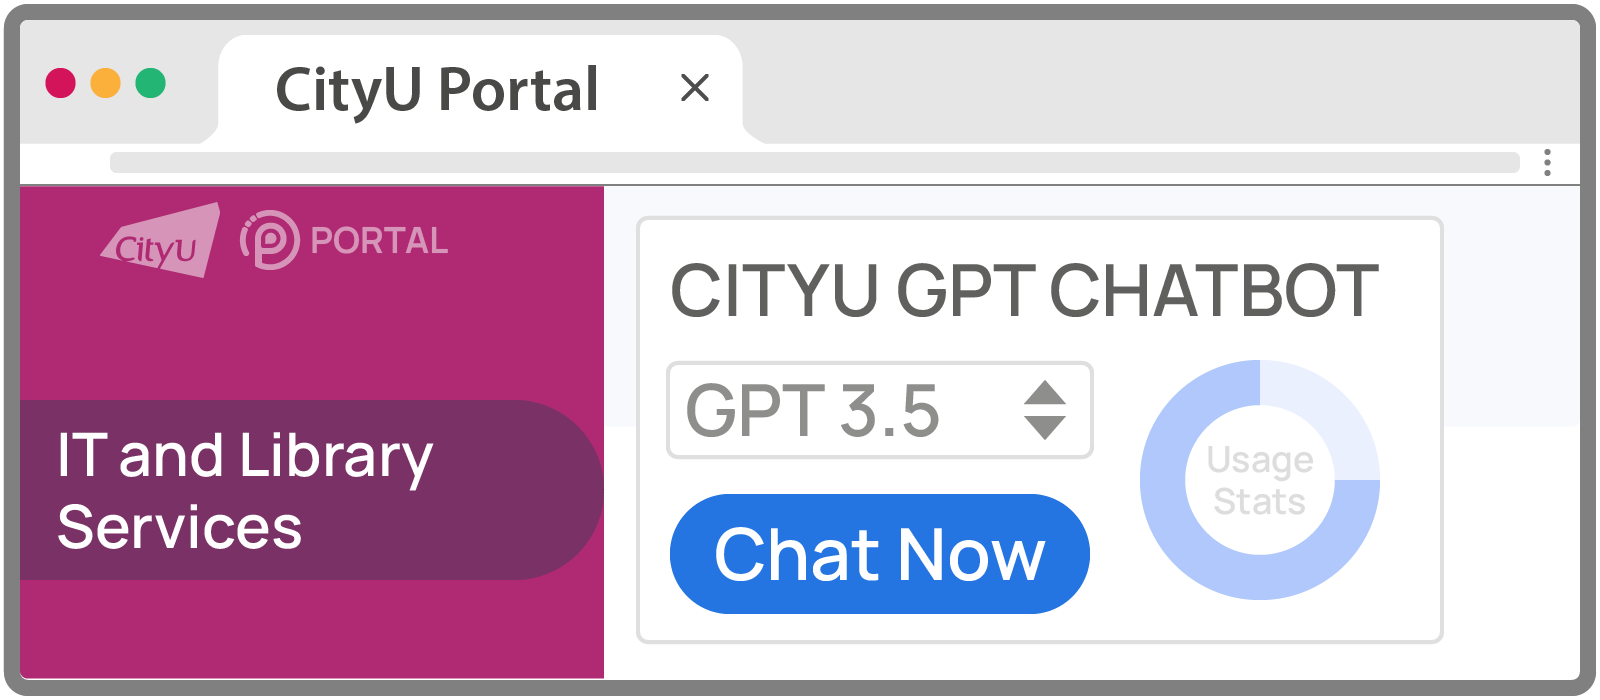 CityU Portal
CityU
PORTAL
IT and Library
Services
CITYU GPT CHATBOT
GPT 3.5
Chat Now
Usage
Stats